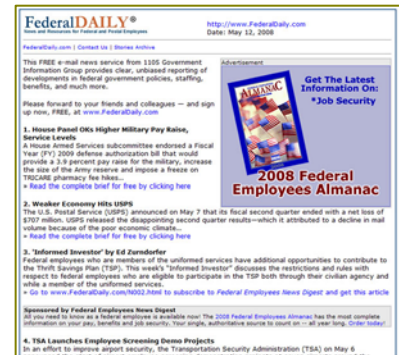 FederalDAILY®
News and Resources for Federal and Postal Employees
http://www.FederalDaily.com
Date: May 12, 2008
FederalDaily.com | Contact Us | Stories Archive
This FREE e-mail news service from 1105 Government
Information Group provides clear, unbiased reporting of
developments in federal government policies, staffing,
benefits, and much more.
Please forward to your friends and colleagues — and sign
up now, FREE, at www.FederalDaily.com
Advertisement
ALMANAC
Get The Latest
Information On:
*Job Security
2008 Federal
Employees Almanac
1. House Panel OKs Higher Military Pay Raise,
Service Levels
A House Armed Services subcommittee endorsed a Fiscal
Year (FY) 2009 defense authorization bill that would
provide a 3.9 percent pay raise for the military, increase
the size of the Army reserve and impose a freeze on
TRICARE pharmacy fee hikes...
» Read the complete brief for free by clicking here
2. Weaker Economy Hits USPS
The U.S. Postal Service (USPS) announced on May 7 that its fiscal second quarter ended with a net loss of
$707 million. USPS released the disappointing second quarter results—which it attributed to a decline in mail
volume because of the poor economic climate...
» Read the complete brief for free by clicking here
3. 'Informed Investor' by Ed Zurndorfer
Federal employees who are members of the uniformed services have additional opportunities to contribute to
the Thrift Savings Plan (TSP). This week's "Informed Investor" discusses the restrictions and rules with
respect to federal employees who are eligible to participate in the TSP both through their civilian agency and
while a member of the uniformed services.
» Go to www.FederalDaily.com/N002.html to subscribe to Federal Employees News Digest and get this article
Sponsored by Federal Employees News Digest
All you need to know as a federal employee is available now! The 2008 Federal Employees Almanac has the most complete
information on your pay, benefits and job security. Your single, authoritative source to count on -- all year long. Order today!
4. TSA Launches Employee Screening Demo Projects
In an effort to improve airport security, the Transportation Security Administration (TSA) on May 6